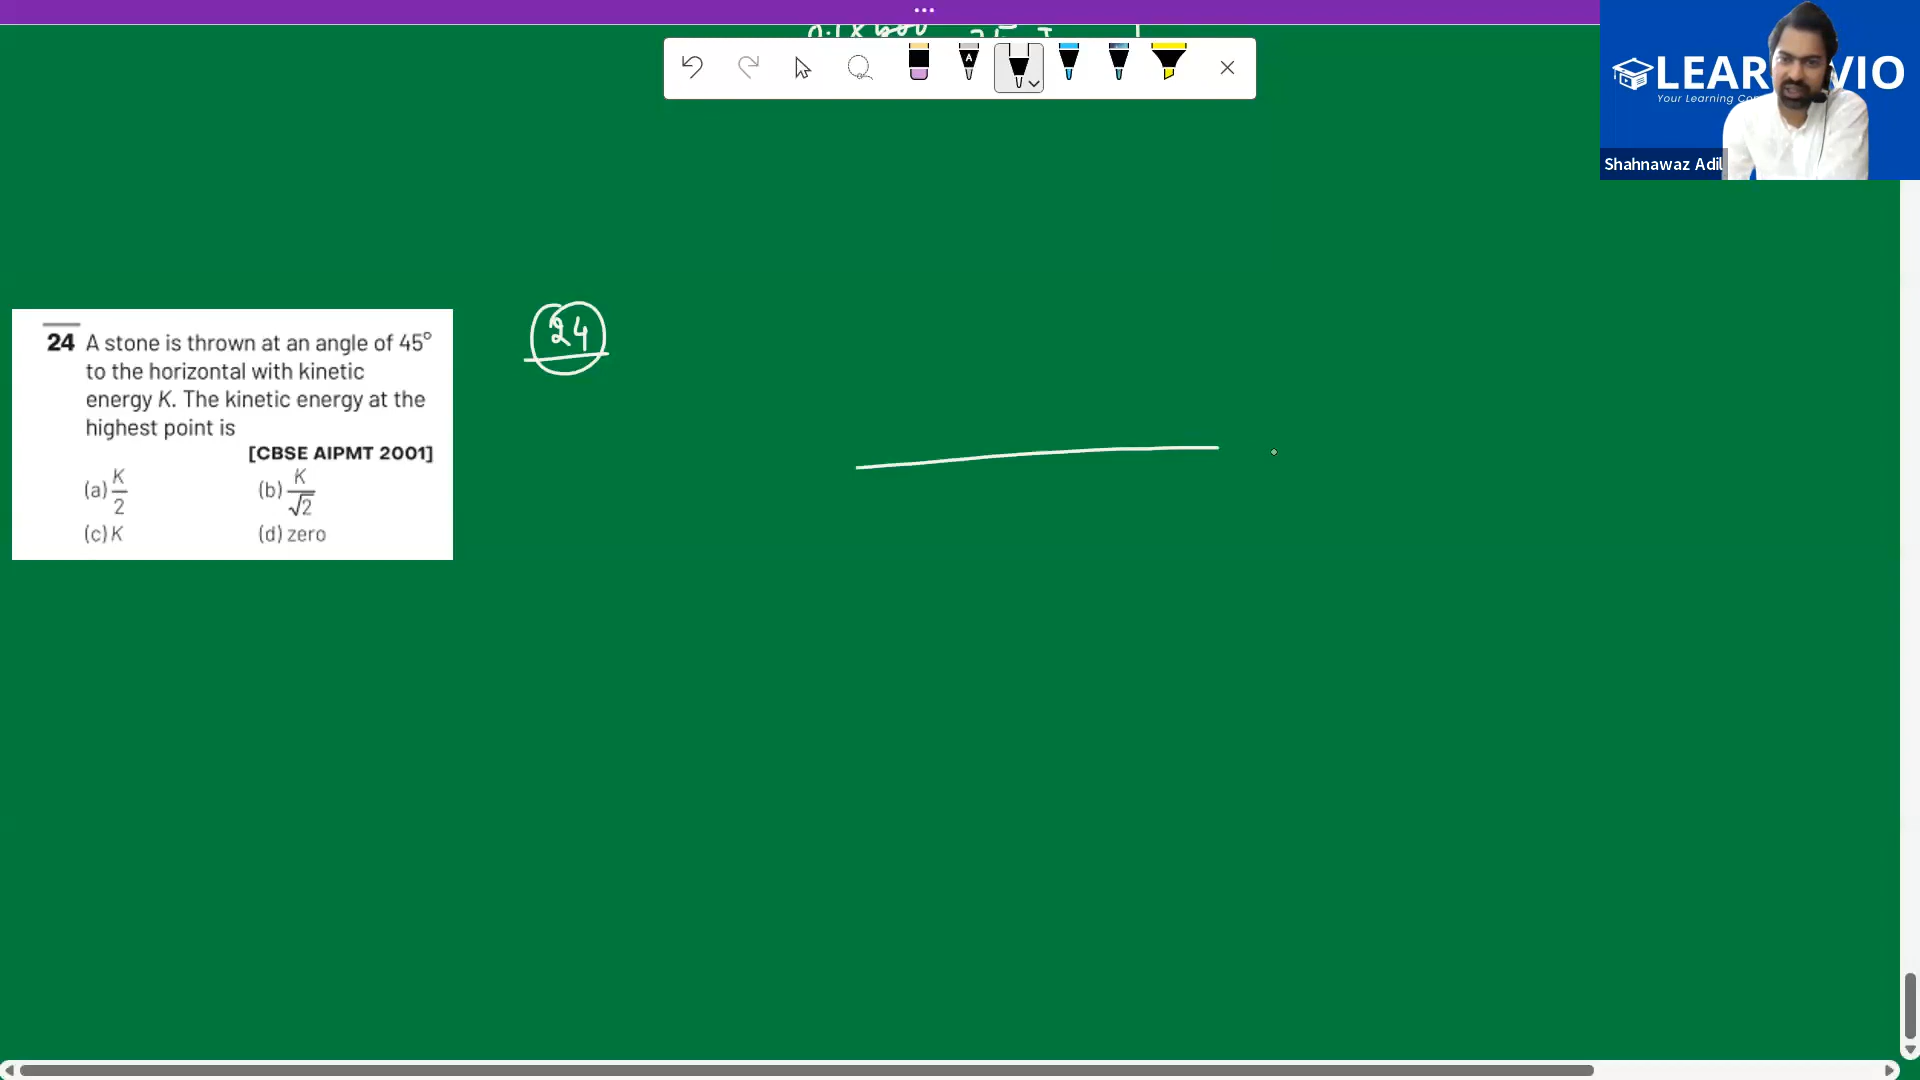 LEAR VIO
Your Learning Co
Shahnawaz Adil
24
24 A stone is thrown at an angle of 45°
to the horizontal with kinetic
energy K. The kinetic energy at the
highest point is
[CBSE AIPMT 2001]
(a) K/2 (b) K/√2
(c) K (d) zero